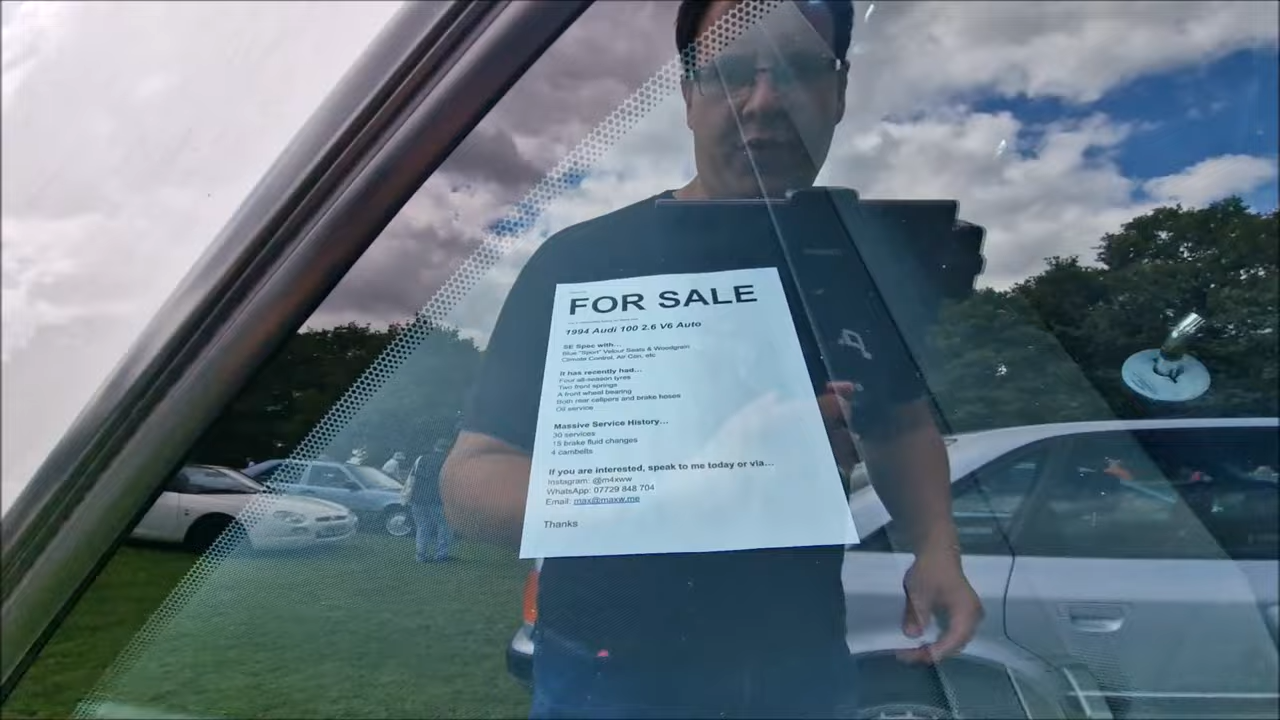 FOR SALE
1994 Audi 100 2.6 V6 Auto
SE Spec with...
Blue "Sport" Velour Seats & Woodgrain
Climate Control, Air Con, etc
It has recently had...
Four all-season tyres
Two front springs
A front wheel bearing
Both rear calipers and brake hoses
Oil service
Massive Service History...
30 services
15 brake fluid changes
4 cambelts
If you are interested, speak to me today or via...
Instagram: @m4xww
WhatsApp: 07729 848 704
Email: max@maxw.me
Thanks